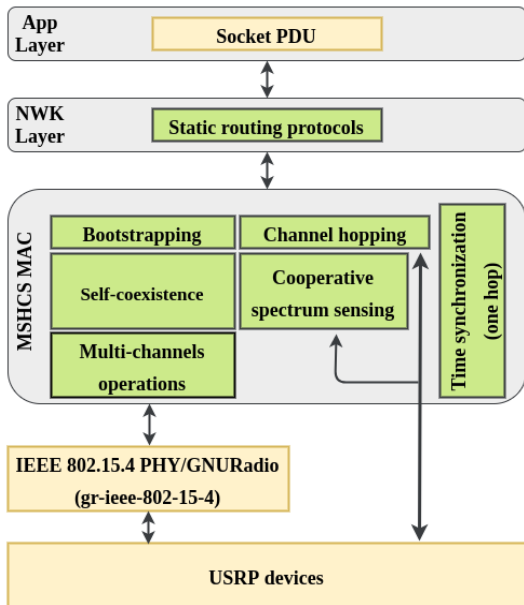 App
Layer
Socket PDU
NWK
Layer
Static routing protocols
MSHCS MAC
Bootstrapping
Channel hopping
Self-coexistence
Cooperative
spectrum sensing
Multi-channels
operations
Time synchronization
(one hop)
IEEE 802.15.4 PHY/GNURadio
(gr-ieee-802-15-4)
USRP devices